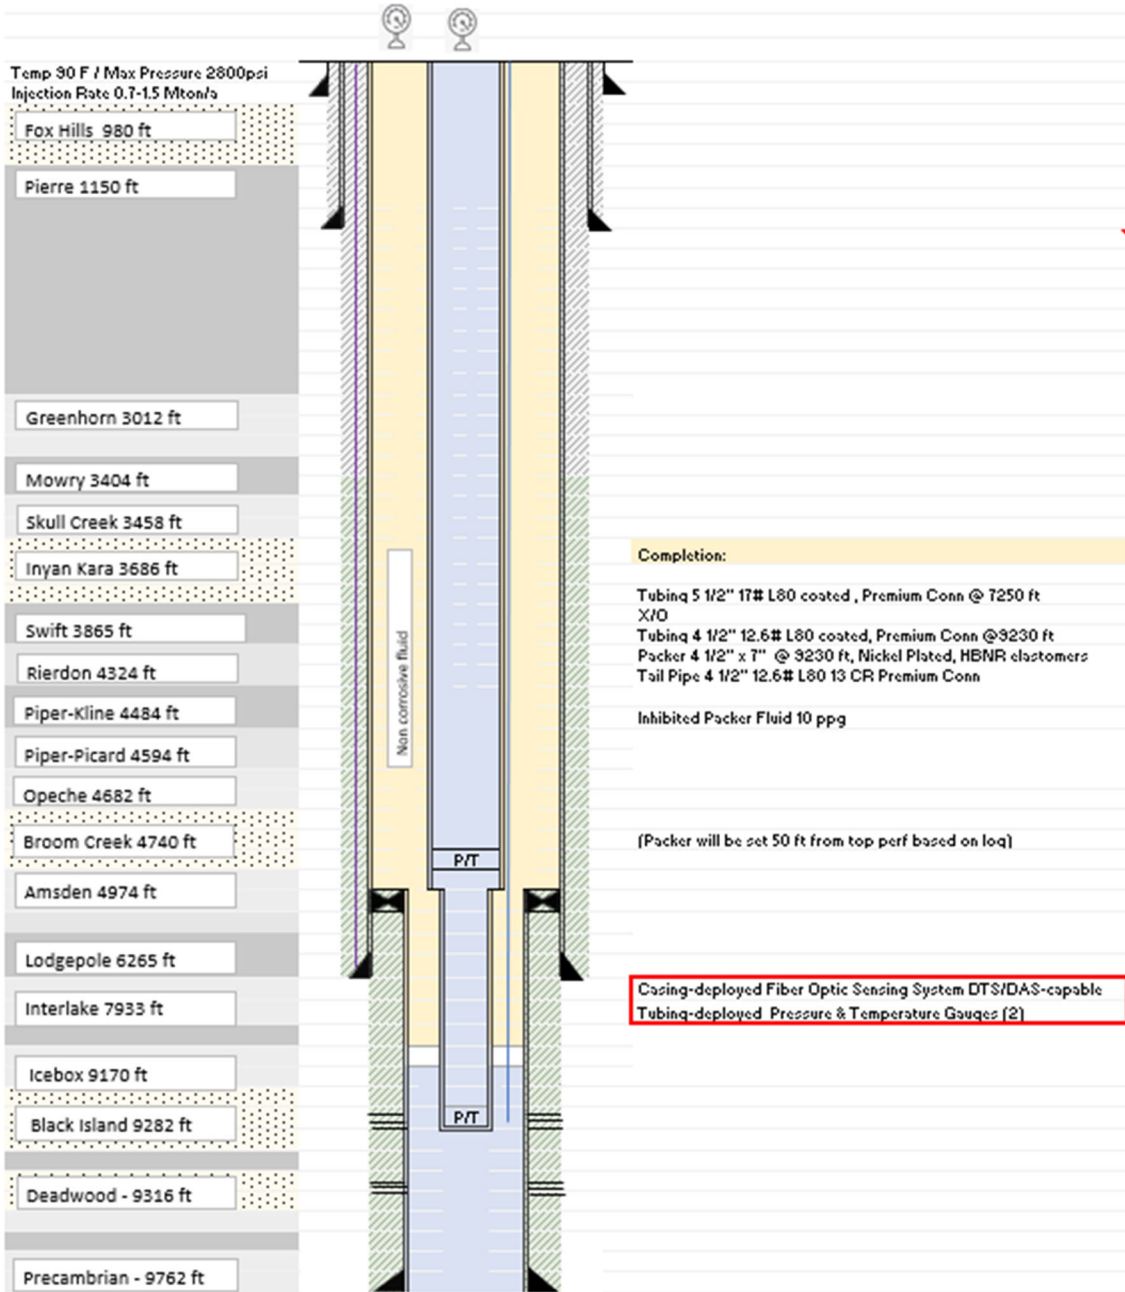 Temp 90 F / Max Pressure 2800psi
Injection Rate 0.7-1.5 Mton/a
Fox Hills 980 ft
Pierre 1150 ft
Greenhorn 3012 ft
Mowry 3404 ft
Skull Creek 3458 ft
Inyan Kara 3686 ft
Swift 3865 ft
Rierdon 4324 ft
Piper-Kline 4484 ft
Piper-Picard 4594 ft
Opeche 4682 ft
Broom Creek 4740 ft
Amsden 4974 ft
Lodgepole 6265 ft
Interlake 7933 ft
Icebox 9170 ft
Black Island 9282 ft
Deadwood - 9316 ft
Precambrian - 9762 ft
Non corrosive fluid
P/T
P/T
Completion:
Tubing 5 1/2" 17# L80 coated , Premium Conn @ 7250 ft
X/O
Tubing 4 1/2" 12.6# L80 coated, Premium Conn @9230 ft
Packer 4 1/2" x 7" @ 9230 ft, Nickel Plated, HBNR elastomers
Tail Pipe 4 1/2" 12.6# L80 13 CR Premium Conn
Inhibited Packer Fluid 10 ppg
(Packer will be set 50 ft from top perf based on log)
Casing-deployed Fiber Optic Sensing System DTS/DAS-capable
Tubing-deployed Pressure & Temperature Gauges (2)